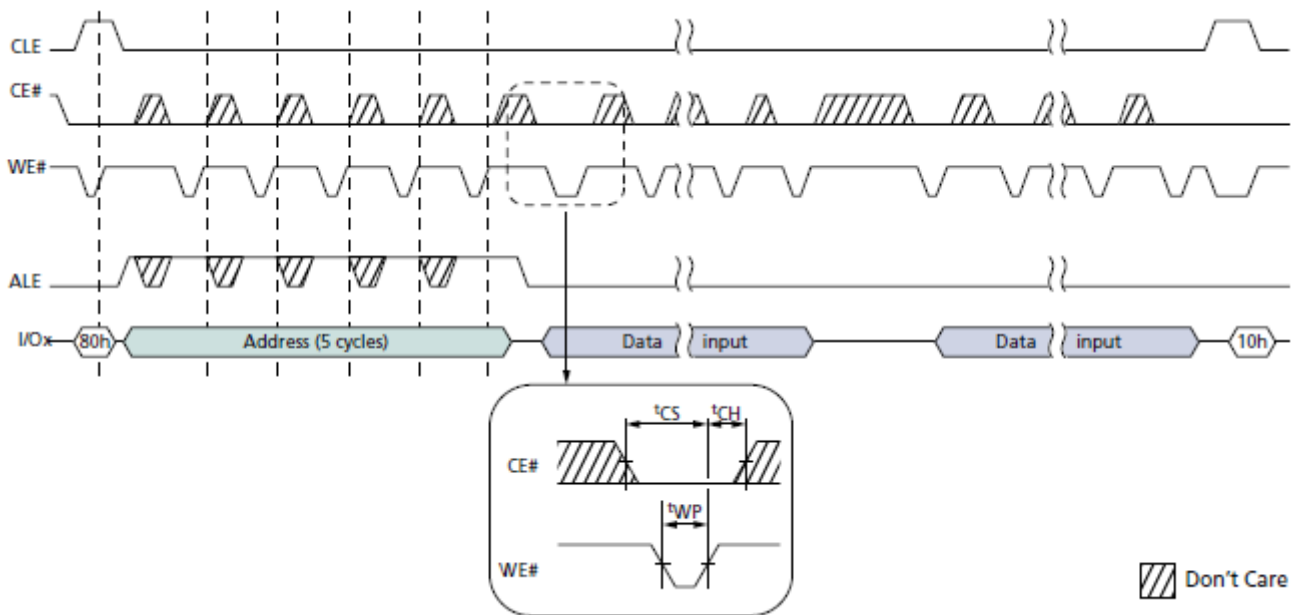 CLE
CE#
WE#
ALE
I/Ox 80h Address (5 cycles) Data input Data input 10h
tCS tCH
CE#
tWP
WE#
Don't Care